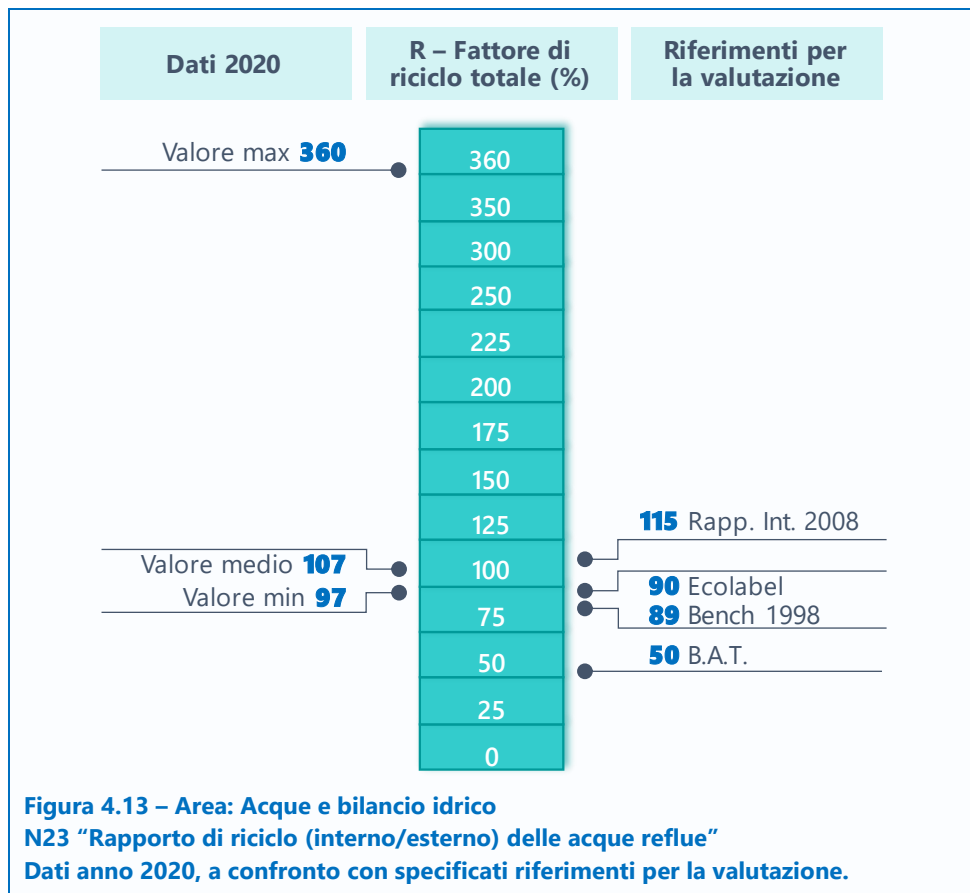 Dati 2020
R – Fattore di
riciclo totale (%)
Riferimenti per
la valutazione
Valore max 360
360
350
300
250
225
200
175
150
125
100
75
50
25
0
Valore medio 107
Valore min 97
115 Rapp. Int. 2008
90 Ecolabel
89 Bench 1998
50 B.A.T.
Figura 4.13 – Area: Acque e bilancio idrico
N23 “Rapporto di riciclo (interno/esterno) delle acque reflue”
Dati anno 2020, a confronto con specificati riferimenti per la valutazione.